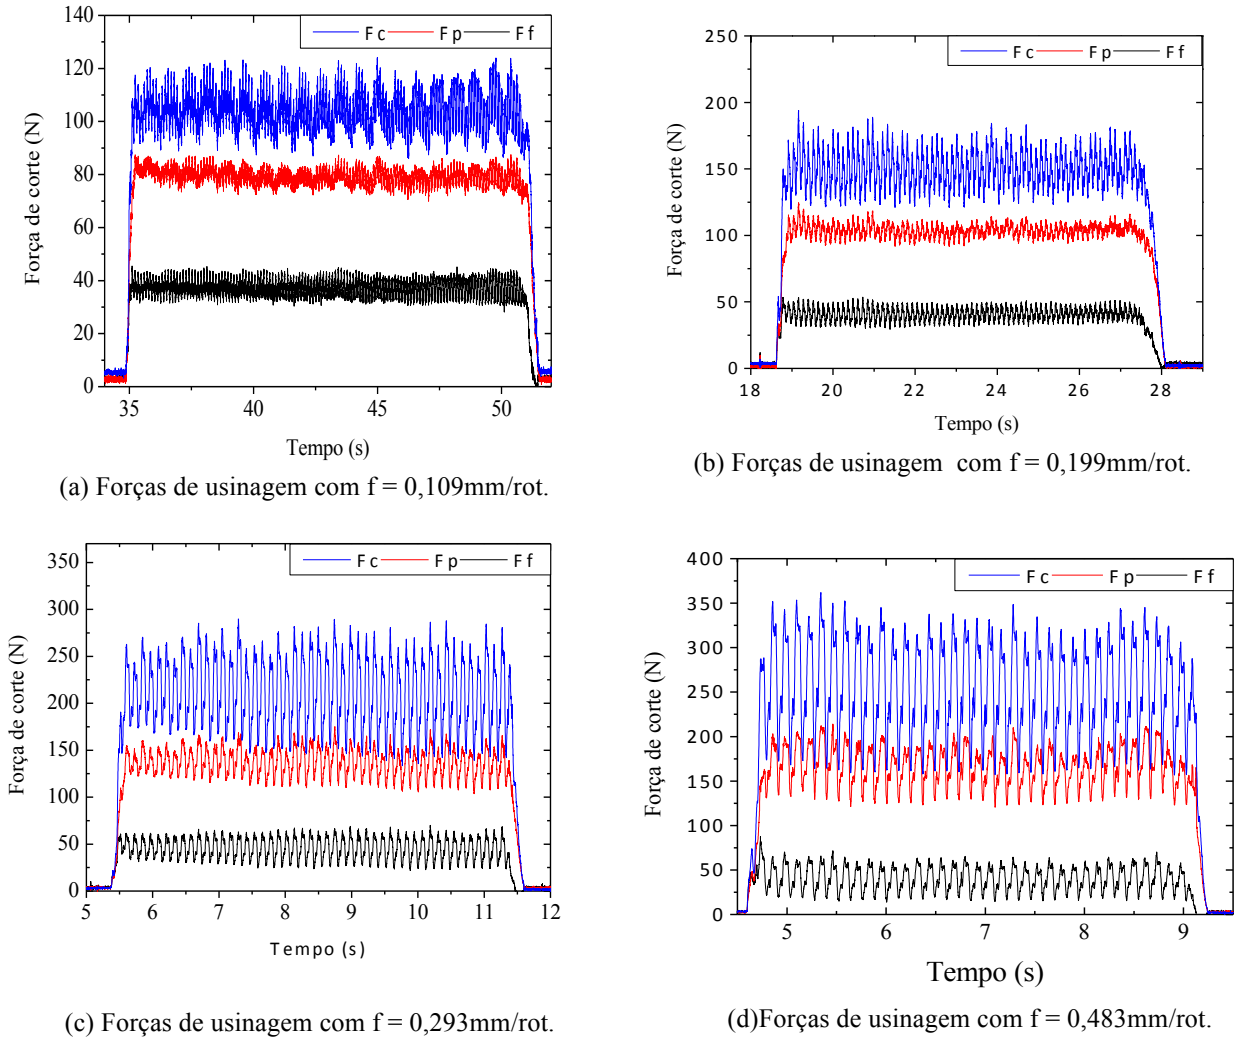 140
120
100
80
60
40
20
0
Força de corte (N)
F c F p F f
35 40 45 50
Tempo (s)
(a) Forças de usinagem com f = 0,109mm/rot.
250
200
150
100
50
0
Força de corte (N)
F c F p F f
18 20 22 24 26 28
Tempo (s)
(b) Forças de usinagem com f = 0,199mm/rot.
350
300
250
200
150
100
50
0
Força de corte (N)
F c F p F f
5 6 7 8 9 10 11 12
Tempo (s)
(c) Forças de usinagem com f = 0,293mm/rot.
400
350
300
250
200
150
100
50
0
Força de corte (N)
F c F p F f
5 6 7 8 9
Tempo (s)
(d)Forças de usinagem com f = 0,483mm/rot.